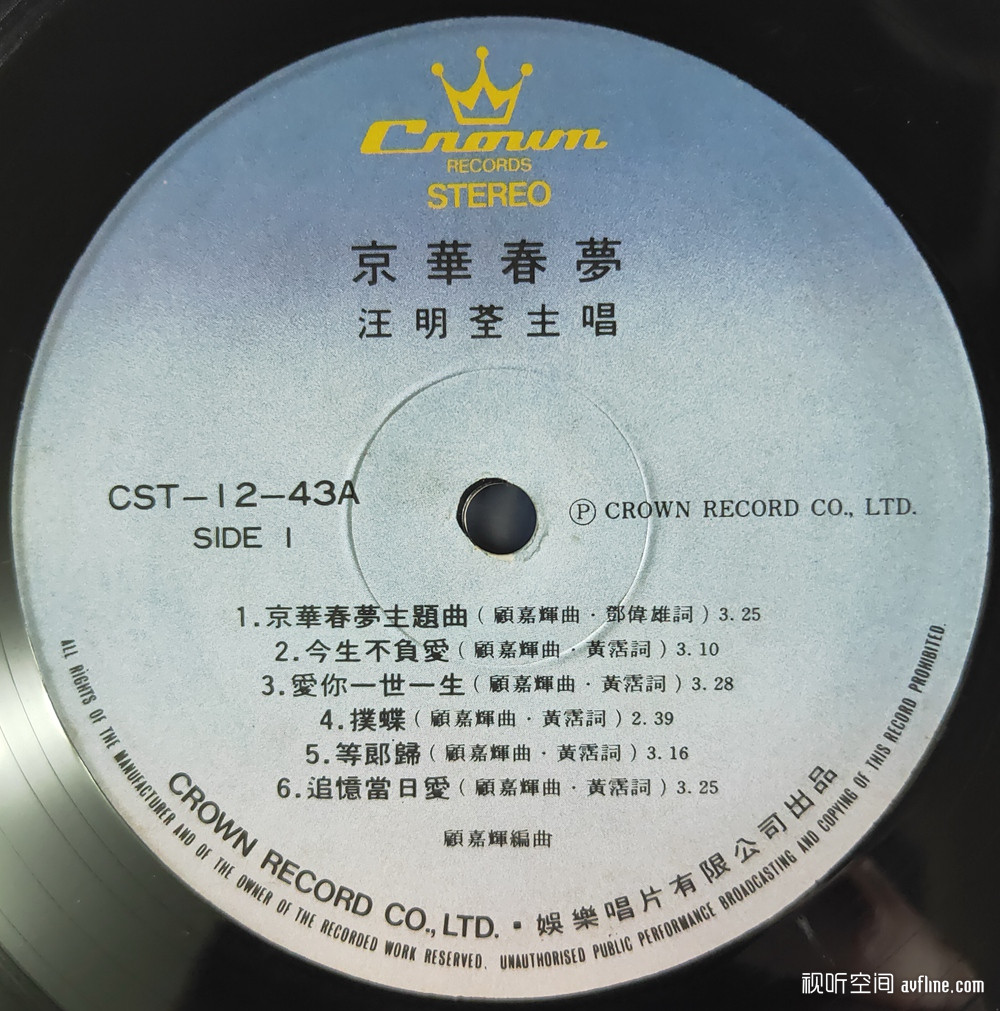 Crown
RECORDS
STEREO
京華春夢
汪明荃主唱
CST-12-43A
SIDE 1
Ⓟ CROWN RECORD CO., LTD.
1.京華春夢主題曲(顧嘉輝曲·鄧偉雄詞)3.25
2.今生不負愛(顧嘉輝曲·黃霑詞)3.10
3.愛你一世一生(顧嘉輝曲·黃霑詞)3.28
4.撲蝶(顧嘉輝曲·黃霑詞)2.39
5.等郎歸(顧嘉輝曲·黃霑詞)3.16
6.追憶當日愛(顧嘉輝曲·黃霑詞)3.25
顧嘉輝編曲
CROWN RECORD CO., LTD. · 娛樂唱片有限公司出品
ALL RIGHTS OF THE MANUFACTURER AND OF THE OWNER OF THE RECORDED WORK RESERVED. UNAUTHORISED PUBLIC PERFORMANCE BROADCASTING AND COPYING OF THIS RECORD PROHIBITED.
视听空间 avfline.com